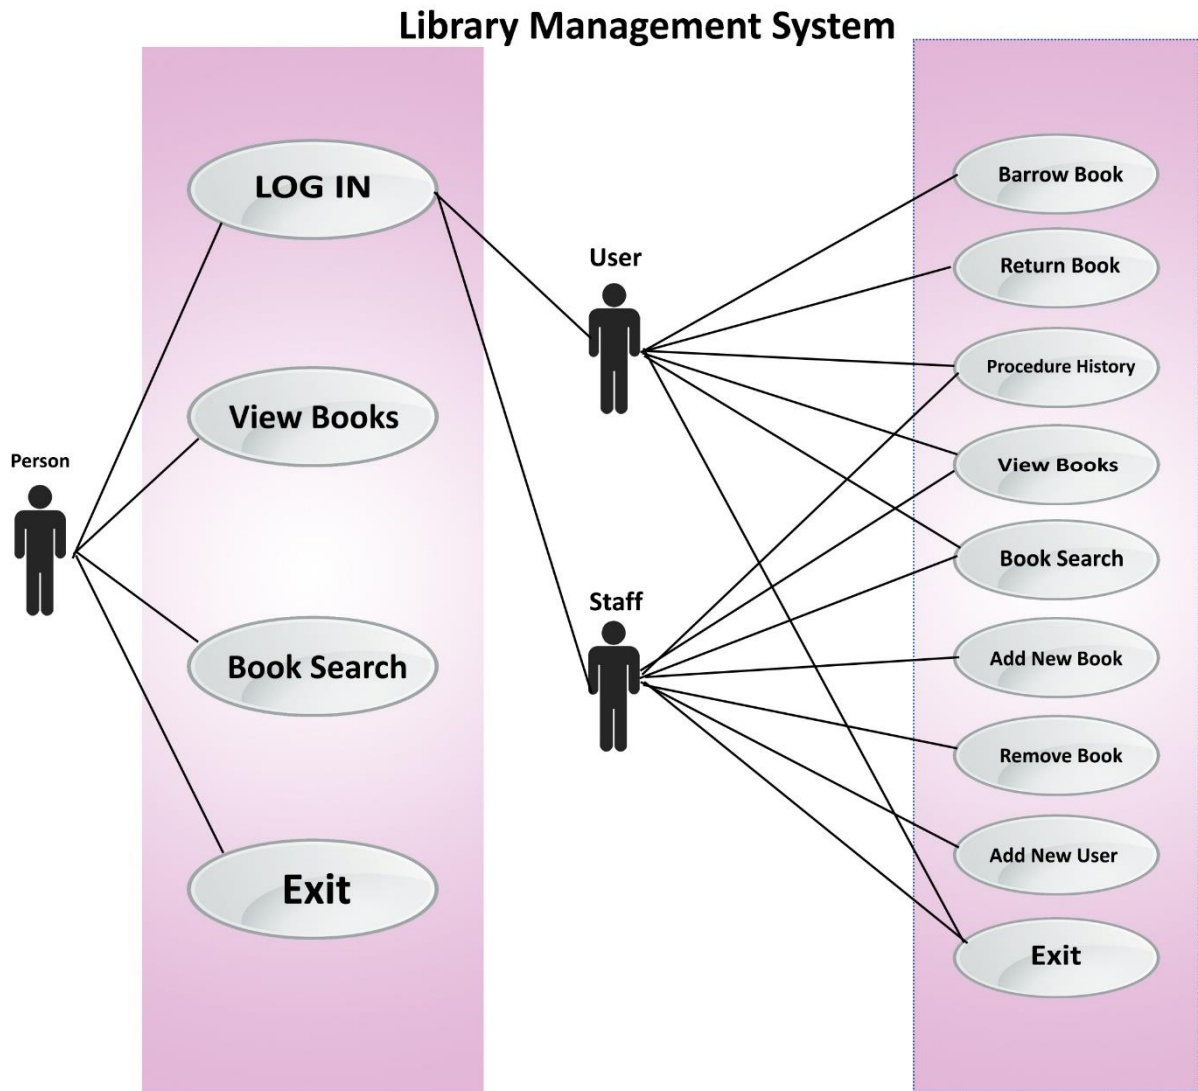 Library Management System
Person
LOG IN
View Books
Book Search
Exit
User
Staff
Barrow Book
Return Book
Procedure History
View Books
Book Search
Add New Book
Remove Book
Add New User
Exit